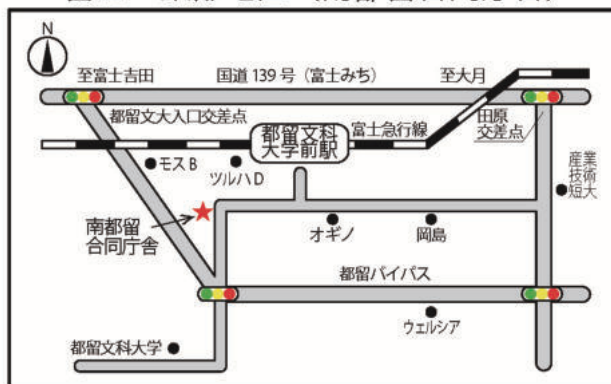 N
至富士吉田
国道139号（富士みち）
至大月
都留文大入口交差点
都留文科
大学前駅
富士急行線
田原
交差点
モスB
ツルハD
産業
技術
短大
南都留
合同庁舎
オギノ
岡島
都留バイパス
ウェルシア
都留文科大学